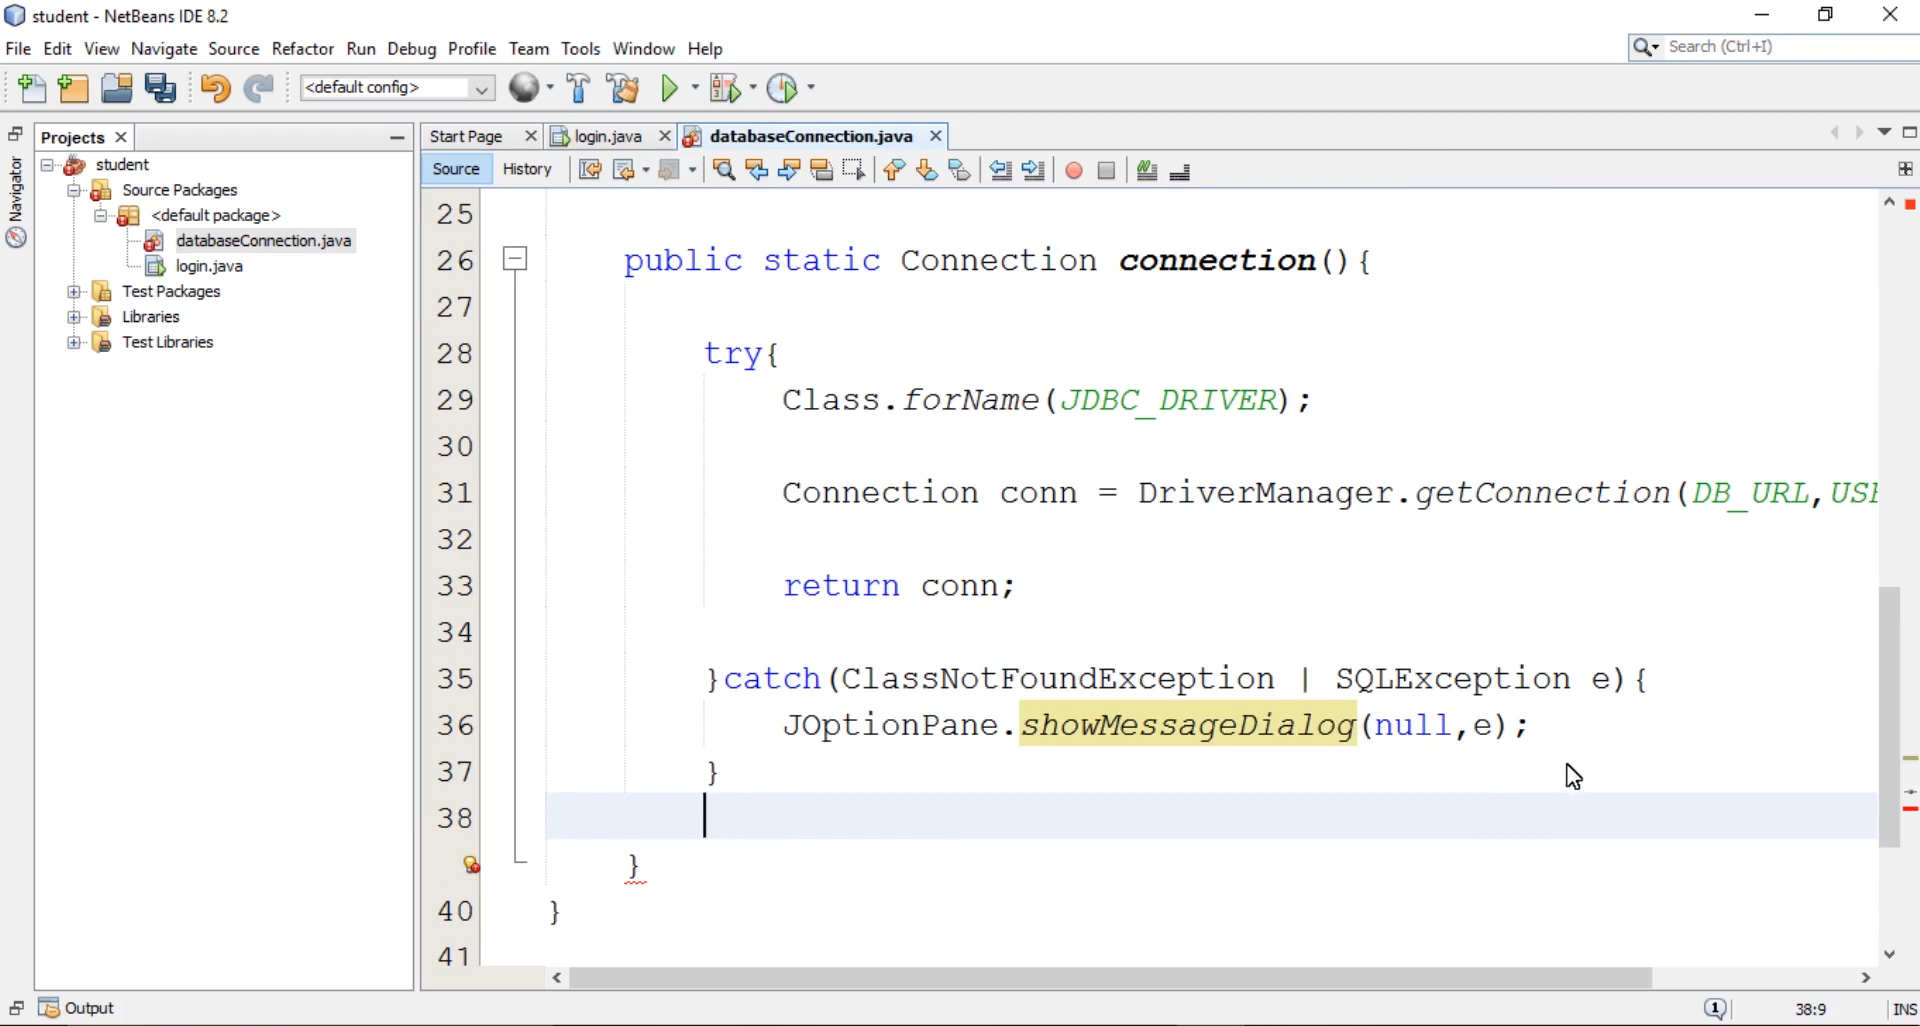 student - NetBeans IDE 8.2
File Edit View Navigate Source Refactor Run Debug Profile Team Tools Window Help
Search (Ctrl+I)
<default config>
Projects
Start Page
login.java
databaseConnection.java
Navigator
student
Source Packages
<default package>
databaseConnection.java
login.java
Test Packages
Libraries
Test Libraries
Source History
25
26 public static Connection connection(){
27
28 try{
29 Class.forName(JDBC_DRIVER);
30
31 Connection conn = DriverManager.getConnection(DB_URL,USE
32
33 return conn;
34
35 }catch(ClassNotFoundException | SQLException e){
36 JOptionPane.showMessageDialog(null,e);
37 }
38
}
40 }
41
Output
1
38:9
INS